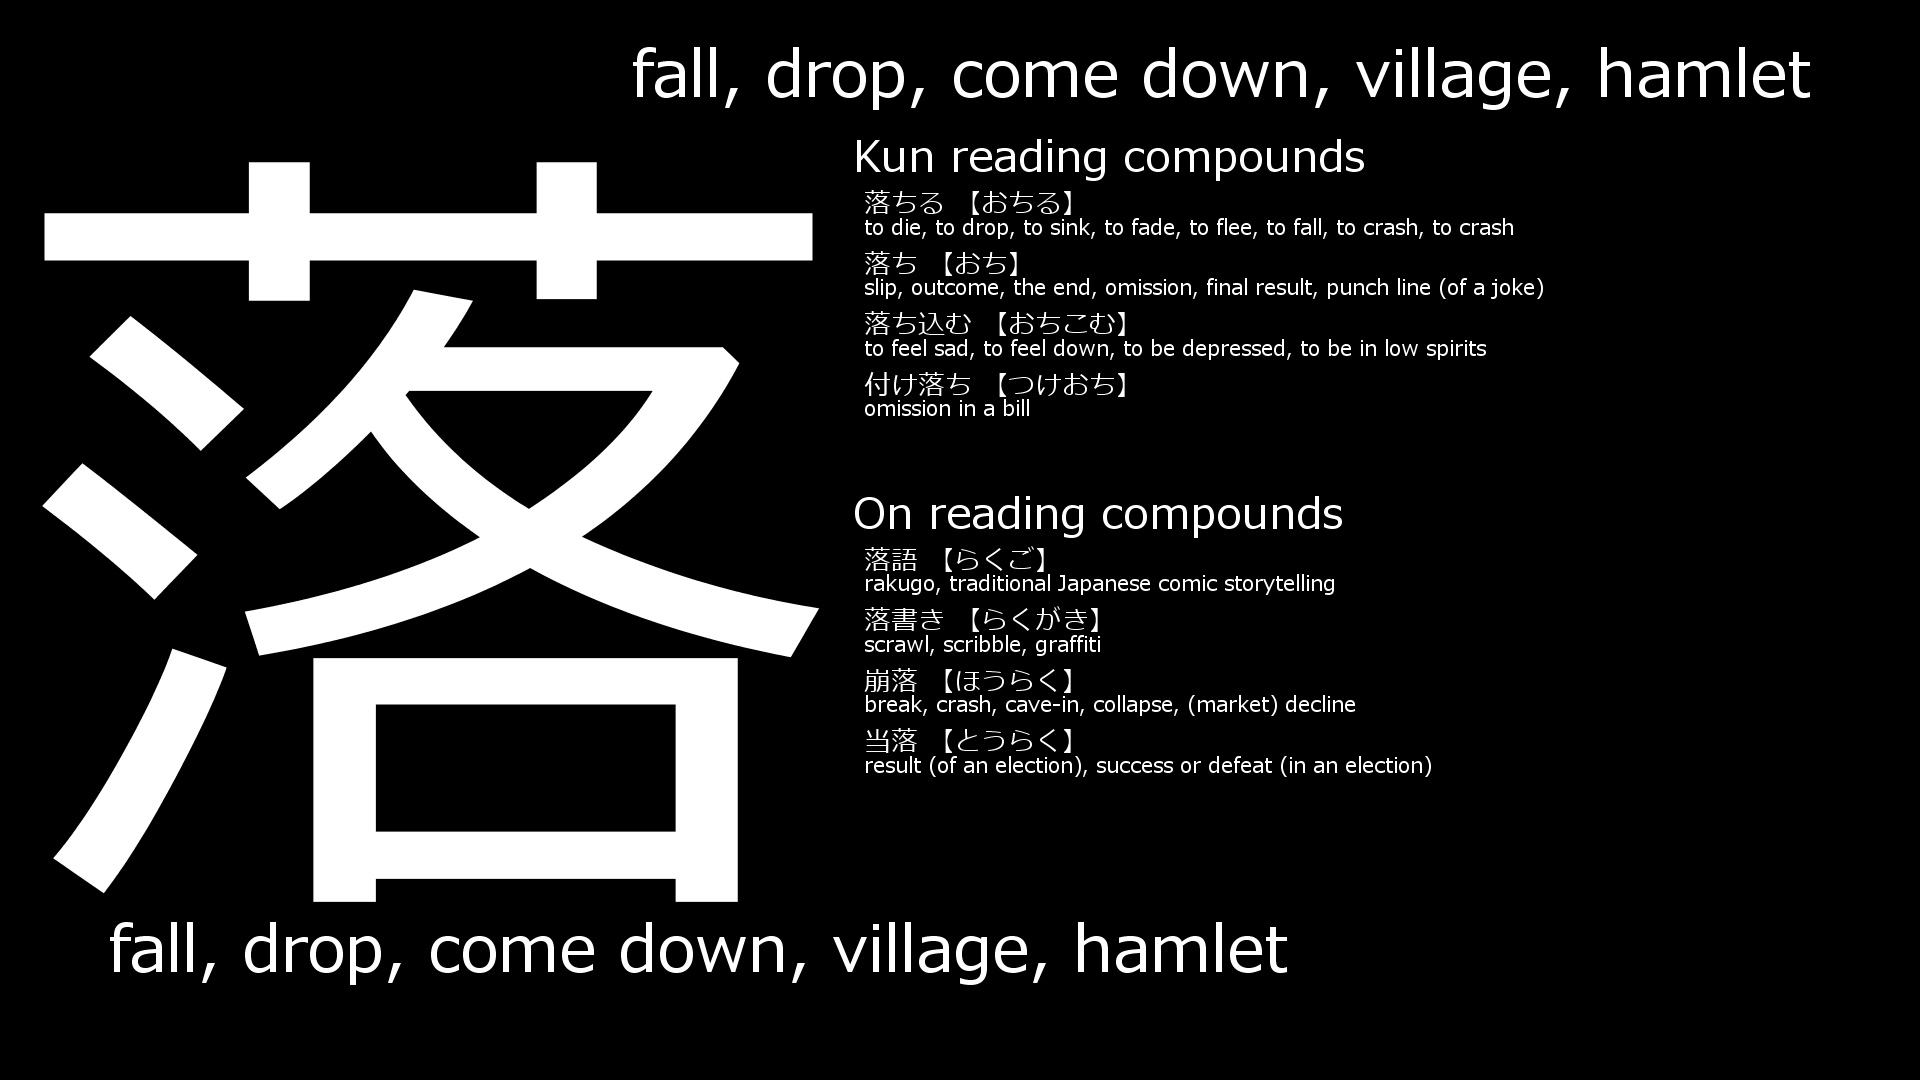 fall, drop, come down, village, hamlet
落
Kun reading compounds
落ちる 【おちる】
to die, to drop, to sink, to fade, to flee, to fall, to crash, to crash
落ち 【おち】
slip, outcome, the end, omission, final result, punch line (of a joke)
落ち込む 【おちこむ】
to feel sad, to feel down, to be depressed, to be in low spirits
付け落ち 【つけおち】
omission in a bill
On reading compounds
落語 【らくご】
rakugo, traditional Japanese comic storytelling
落書き 【らくがき】
scrawl, scribble, graffiti
崩落 【ほうらく】
break, crash, cave-in, collapse, (market) decline
当落 【とうらく】
result (of an election), success or defeat (in an election)
fall, drop, come down, village, hamlet